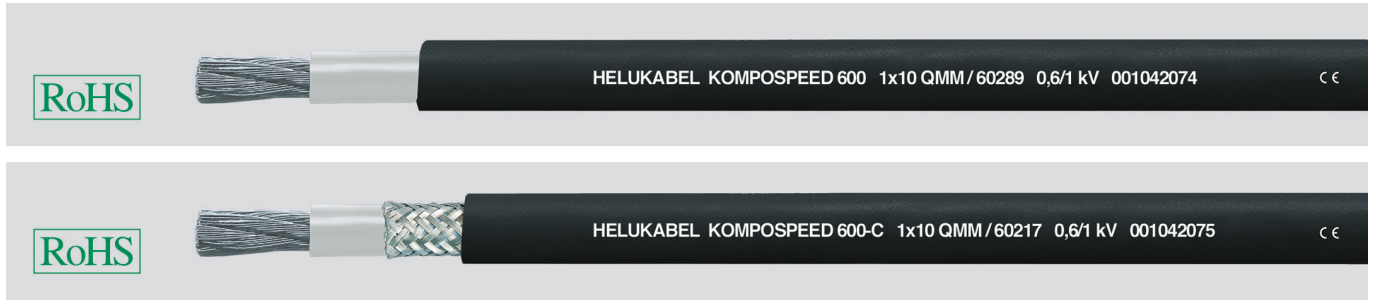 RoHS
HELUKABEL KOMPOSPEED 600 1x10 QMM / 60289 0,6/1 kV 001042074 CE
RoHS
HELUKABEL KOMPOSPEED 600-C 1x10 QMM / 60217 0,6/1 kV 001042075 CE